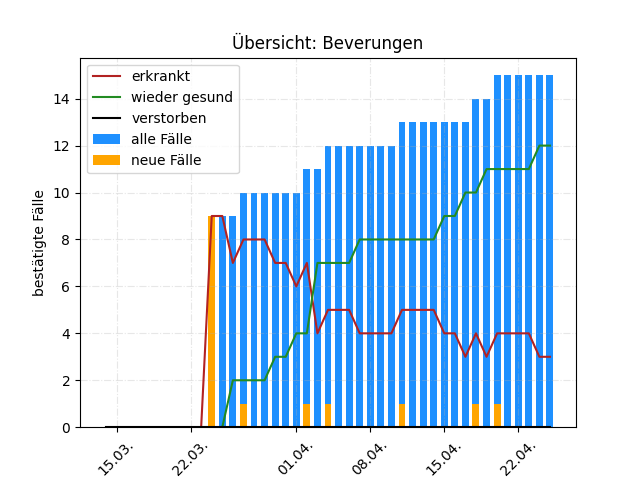 Übersicht: Beverungen
erkrankt
wieder gesund
verstorben
alle Fälle
neue Fälle
bestätigte Fälle
14
12
10
8
6
4
2
0
15.03.
22.03.
01.04.
08.04.
15.04.
22.04.